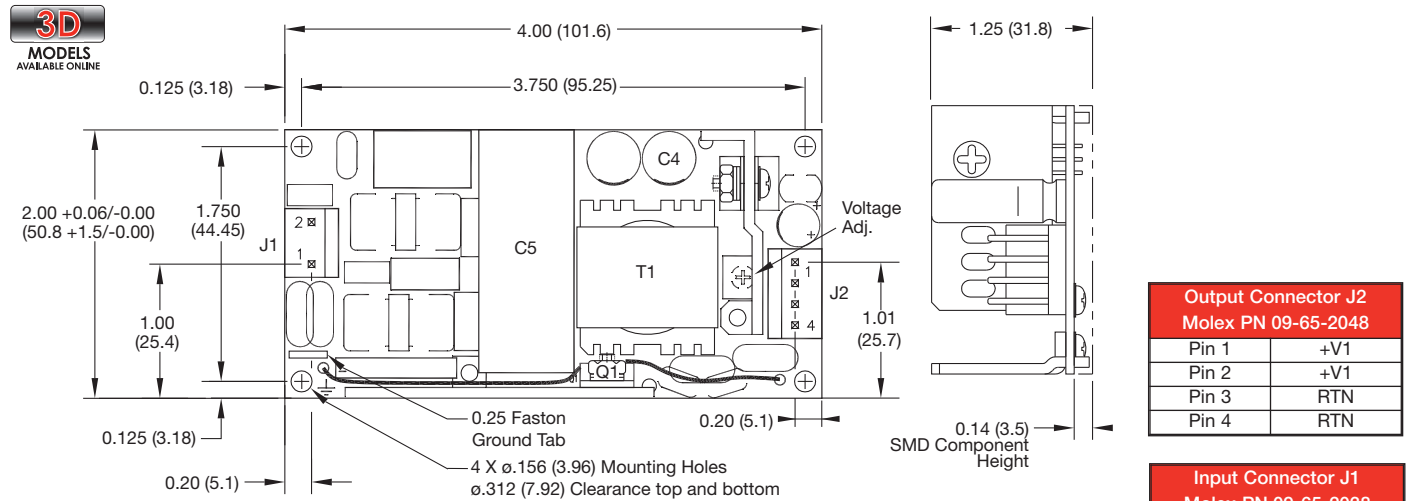 3D
MODELS
AVAILABLE ONLINE
4.00 (101.6)
1.25 (31.8)
0.125 (3.18)
3.750 (95.25)
C4
2.00 +0.06/-0.00
(50.8 +1.5/-0.00)
1.750
(44.45)
Voltage
Adj.
2
J1
1
C5
T1
1
J2
4
1.00
(25.4)
1.01
(25.7)
Q1
Output Connector J2
Molex PN 09-65-2048
Pin 1 +V1
Pin 2 +V1
Pin 3 RTN
Pin 4 RTN
0.125 (3.18)
0.25 Faston
Ground Tab
0.20 (5.1)
0.14 (3.5)
SMD Component
Height
0.20 (5.1)
4 X ø.156 (3.96) Mounting Holes
ø.312 (7.92) Clearance top and bottom
Input Connector J1